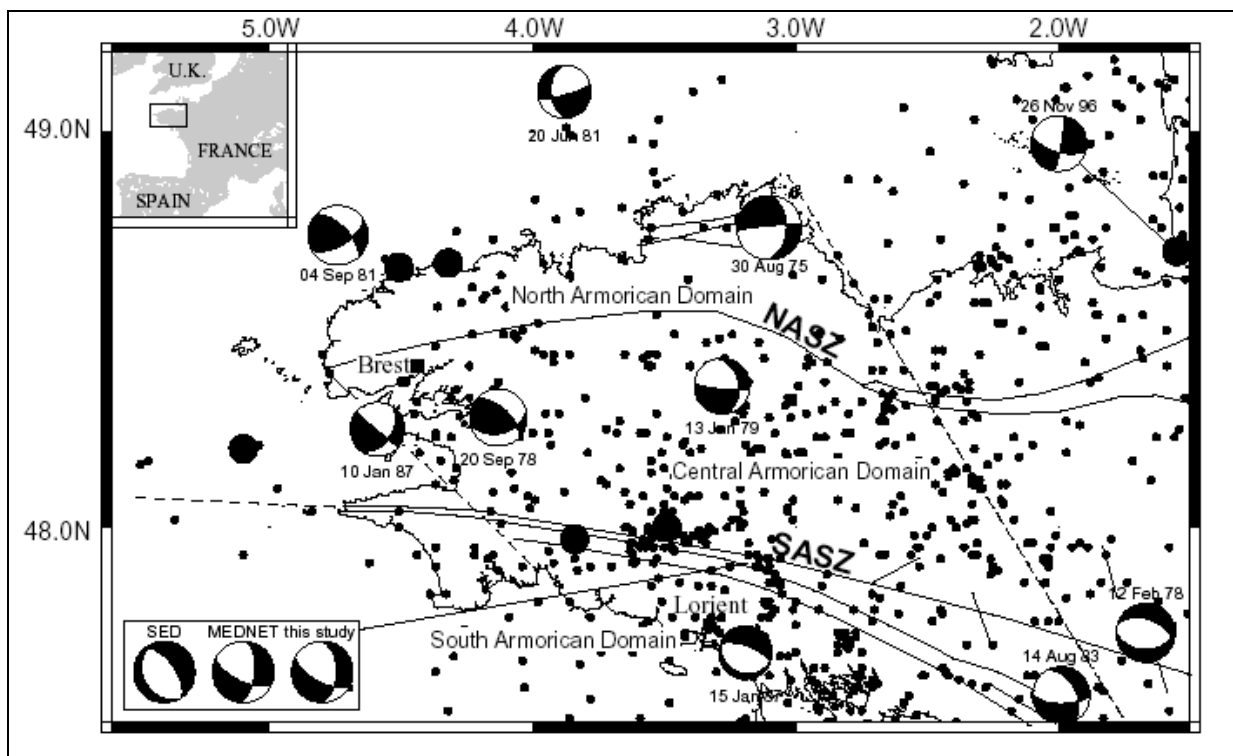 5.0W 4.0W 3.0W 2.0W
U.K.
FRANCE
SPAIN
49.0N
48.0N
20 Jun 81
26 Nov 96
04 Sep 81
30 Aug 75
North Armorican Domain
NASZ
Brest
13 Jan 79
10 Jan 87
20 Sep 78
Central Armorican Domain
SASZ
12 Feb 78
Lorient
South Armorican Domain
14 Aug 83
15 Jan
SED MEDNET this study